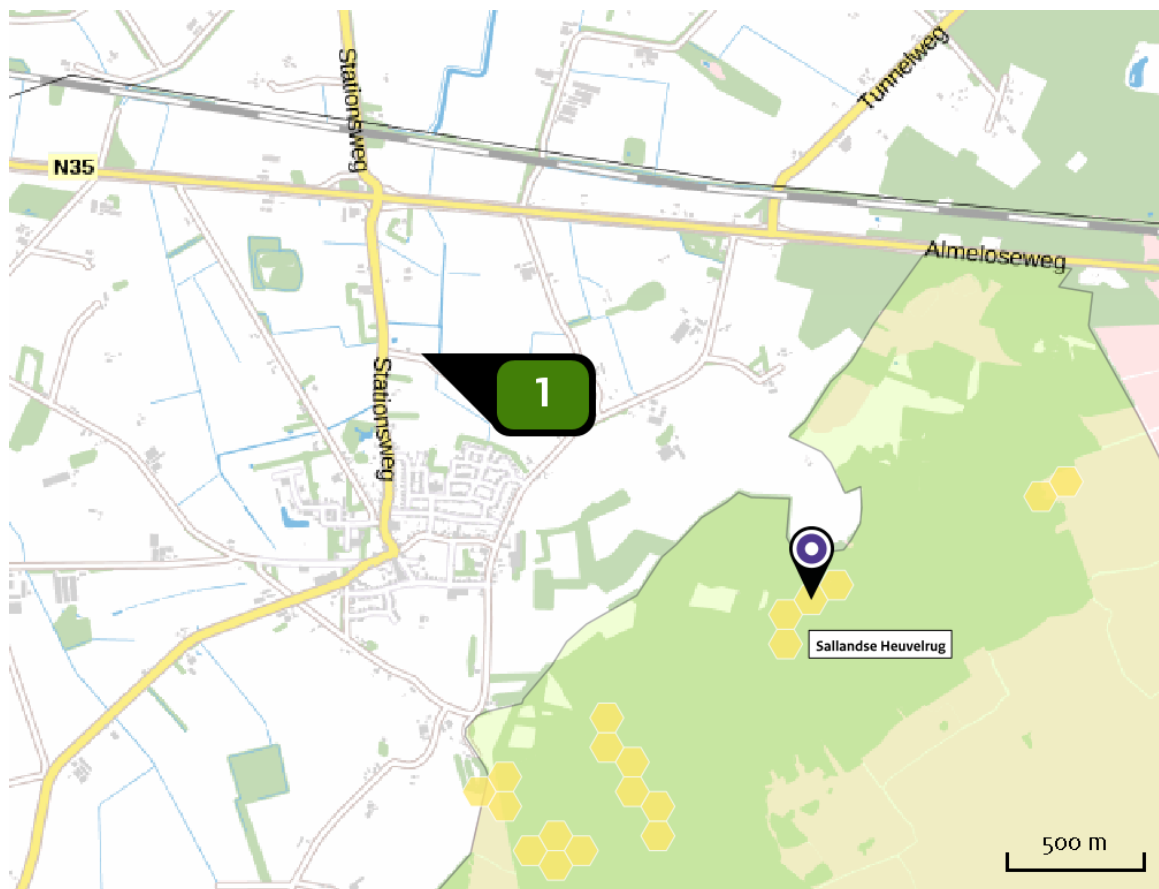 Stationsweg
Tunnelweg
N35
Almeloseweg
1
Stationsweg
Sallandse Heuvelrug
500 m